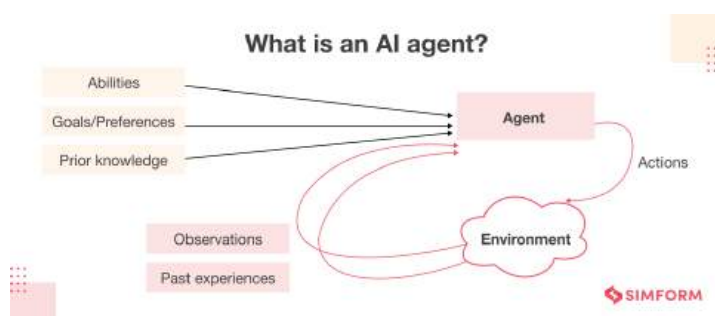 What is an AI agent?
Abilities
Goals/Preferences
Prior knowledge
Agent
Actions
Observations
Past experiences
Environment
SIMFORM